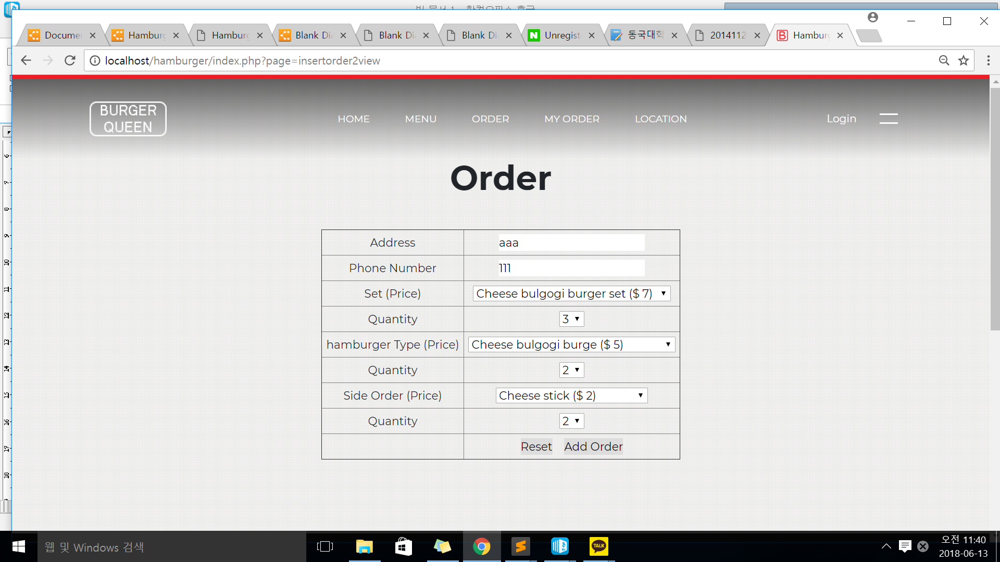 Documen
Hamburg
Hamburg
Blank Di
Blank Di
Blank Di
N Unregist
동국대학
2014112
B Hamburg
localhost/hamburger/index.php?page=insertorder2view
BURGER QUEEN
HOME MENU ORDER MY ORDER LOCATION
Login
Order
Address aaa
Phone Number 111
Set (Price) Cheese bulgogi burger set ($ 7)
Quantity 3
hamburger Type (Price) Cheese bulgogi burge ($ 5)
Quantity 2
Side Order (Price) Cheese stick ($ 2)
Quantity 2
Reset Add Order
웹 및 Windows 검색
TALK
오전 11:40
2018-06-13